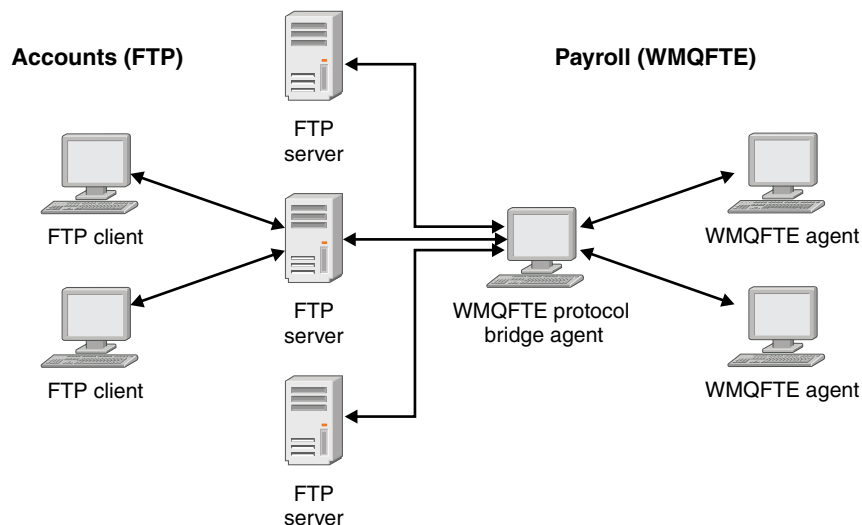 Accounts (FTP)
Payroll (WMQFTE)
FTP
server
FTP client
FTP
server
WMQFTE protocol
bridge agent
WMQFTE agent
FTP client
WMQFTE agent
FTP
server